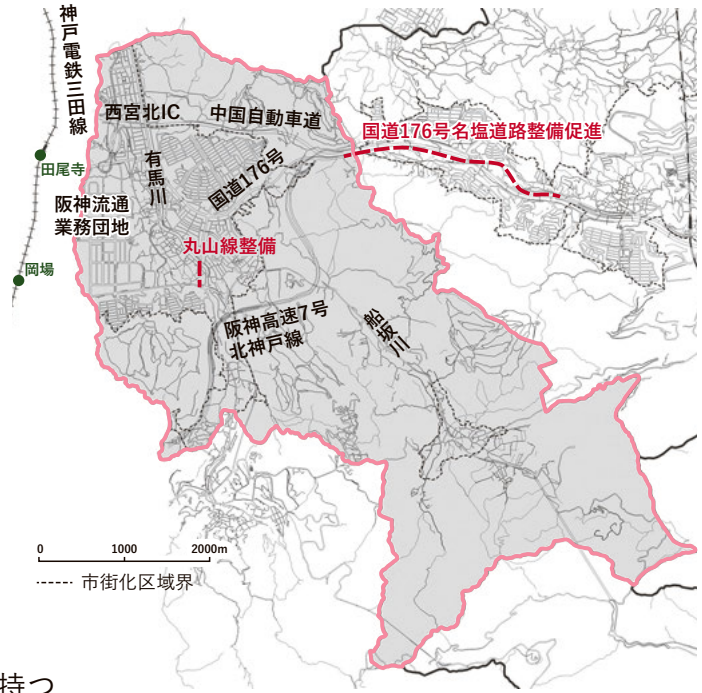 神戸電鉄三田線
西宮北IC
中国自動車道
国道176号名塩道路整備促進
田尾寺
有馬川
国道176号
阪神流通
業務団地
丸山線整備
岡場
阪神高速7号
北神戸線
船坂川
0 1000 2000m
市街化区域界
持つ